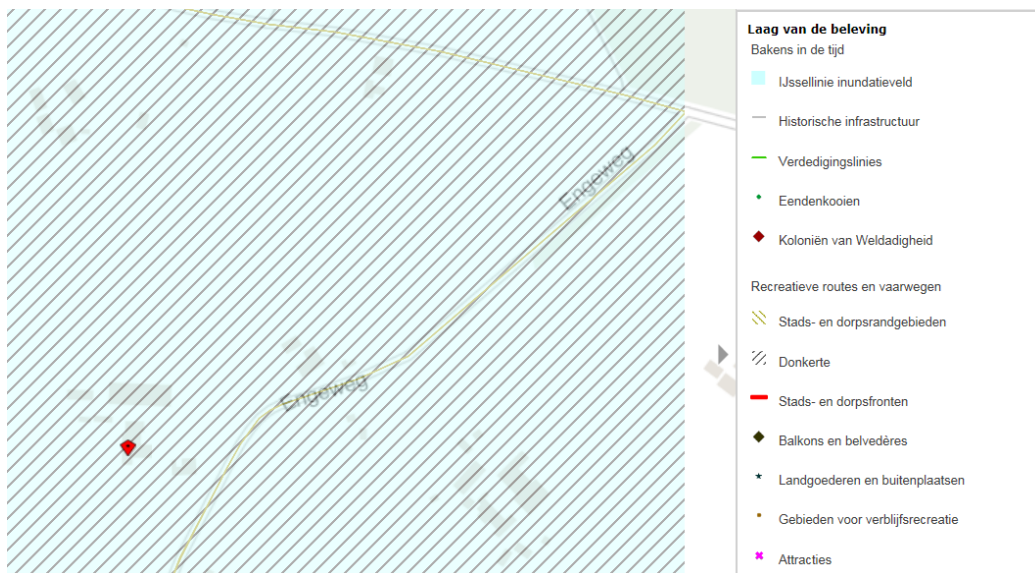 Engeweg
Engeweg
Laag van de beleving
Bakens in de tijd
IJssellinie inundatieveld
Historische infrastructuur
Verdedigingslinies
Eendenkooien
Koloniën van Weldadigheid
Recreatieve routes en vaarwegen
Stads- en dorpsrandgebieden
Donkerte
Stads- en dorpsfronten
Balkons en belvedères
Landgoederen en buitenplaatsen
Gebieden voor verblijfsrecreatie
Attracties